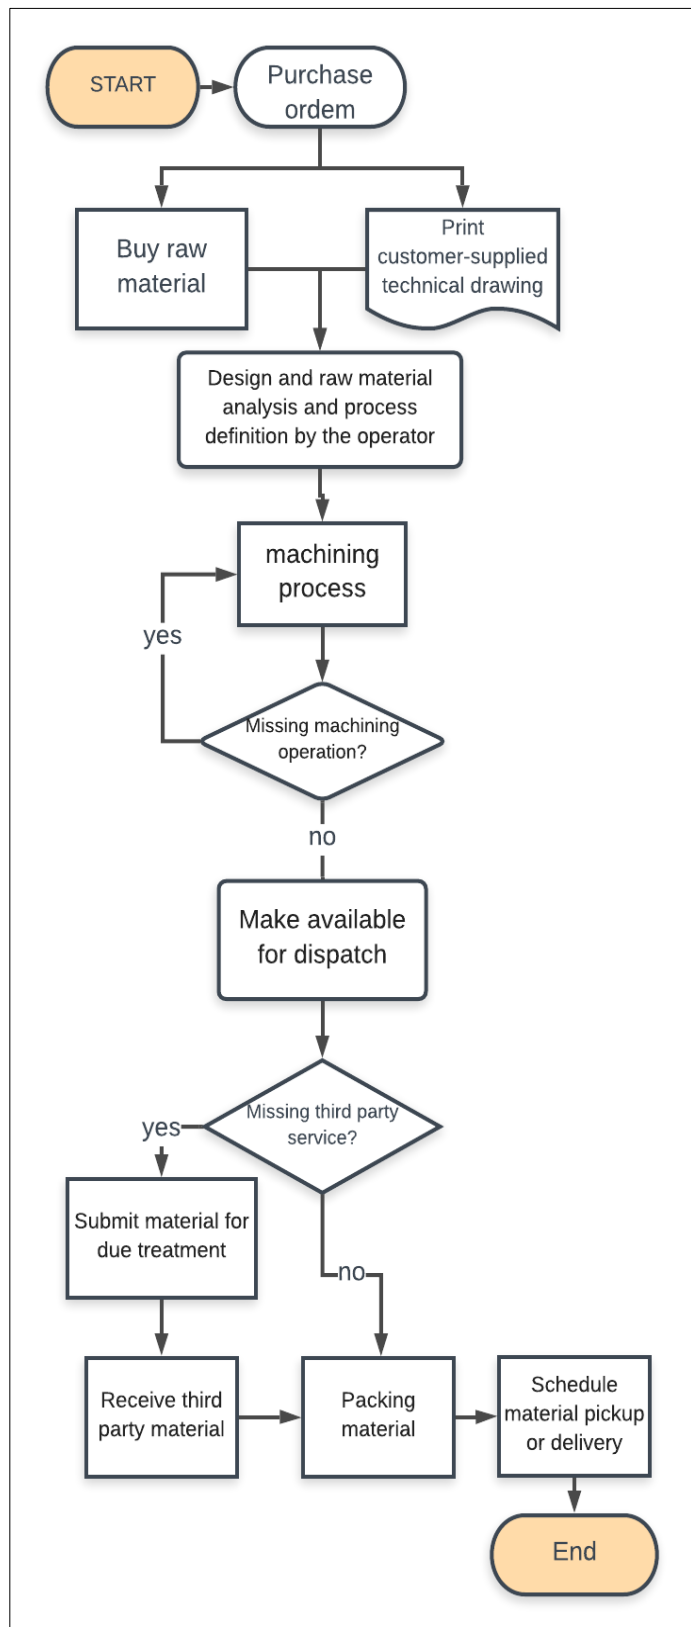 START
Purchase
ordem
Buy raw
material
Print
customer-supplied
technical drawing
Design and raw material
analysis and process
definition by the operator
machining
process
yes
Missing machining
operation?
no
Make available
for dispatch
Missing third party
service?
yes
Submit material for
due treatment
no
Receive third
party material
Packing
material
Schedule
material pickup
or delivery
End